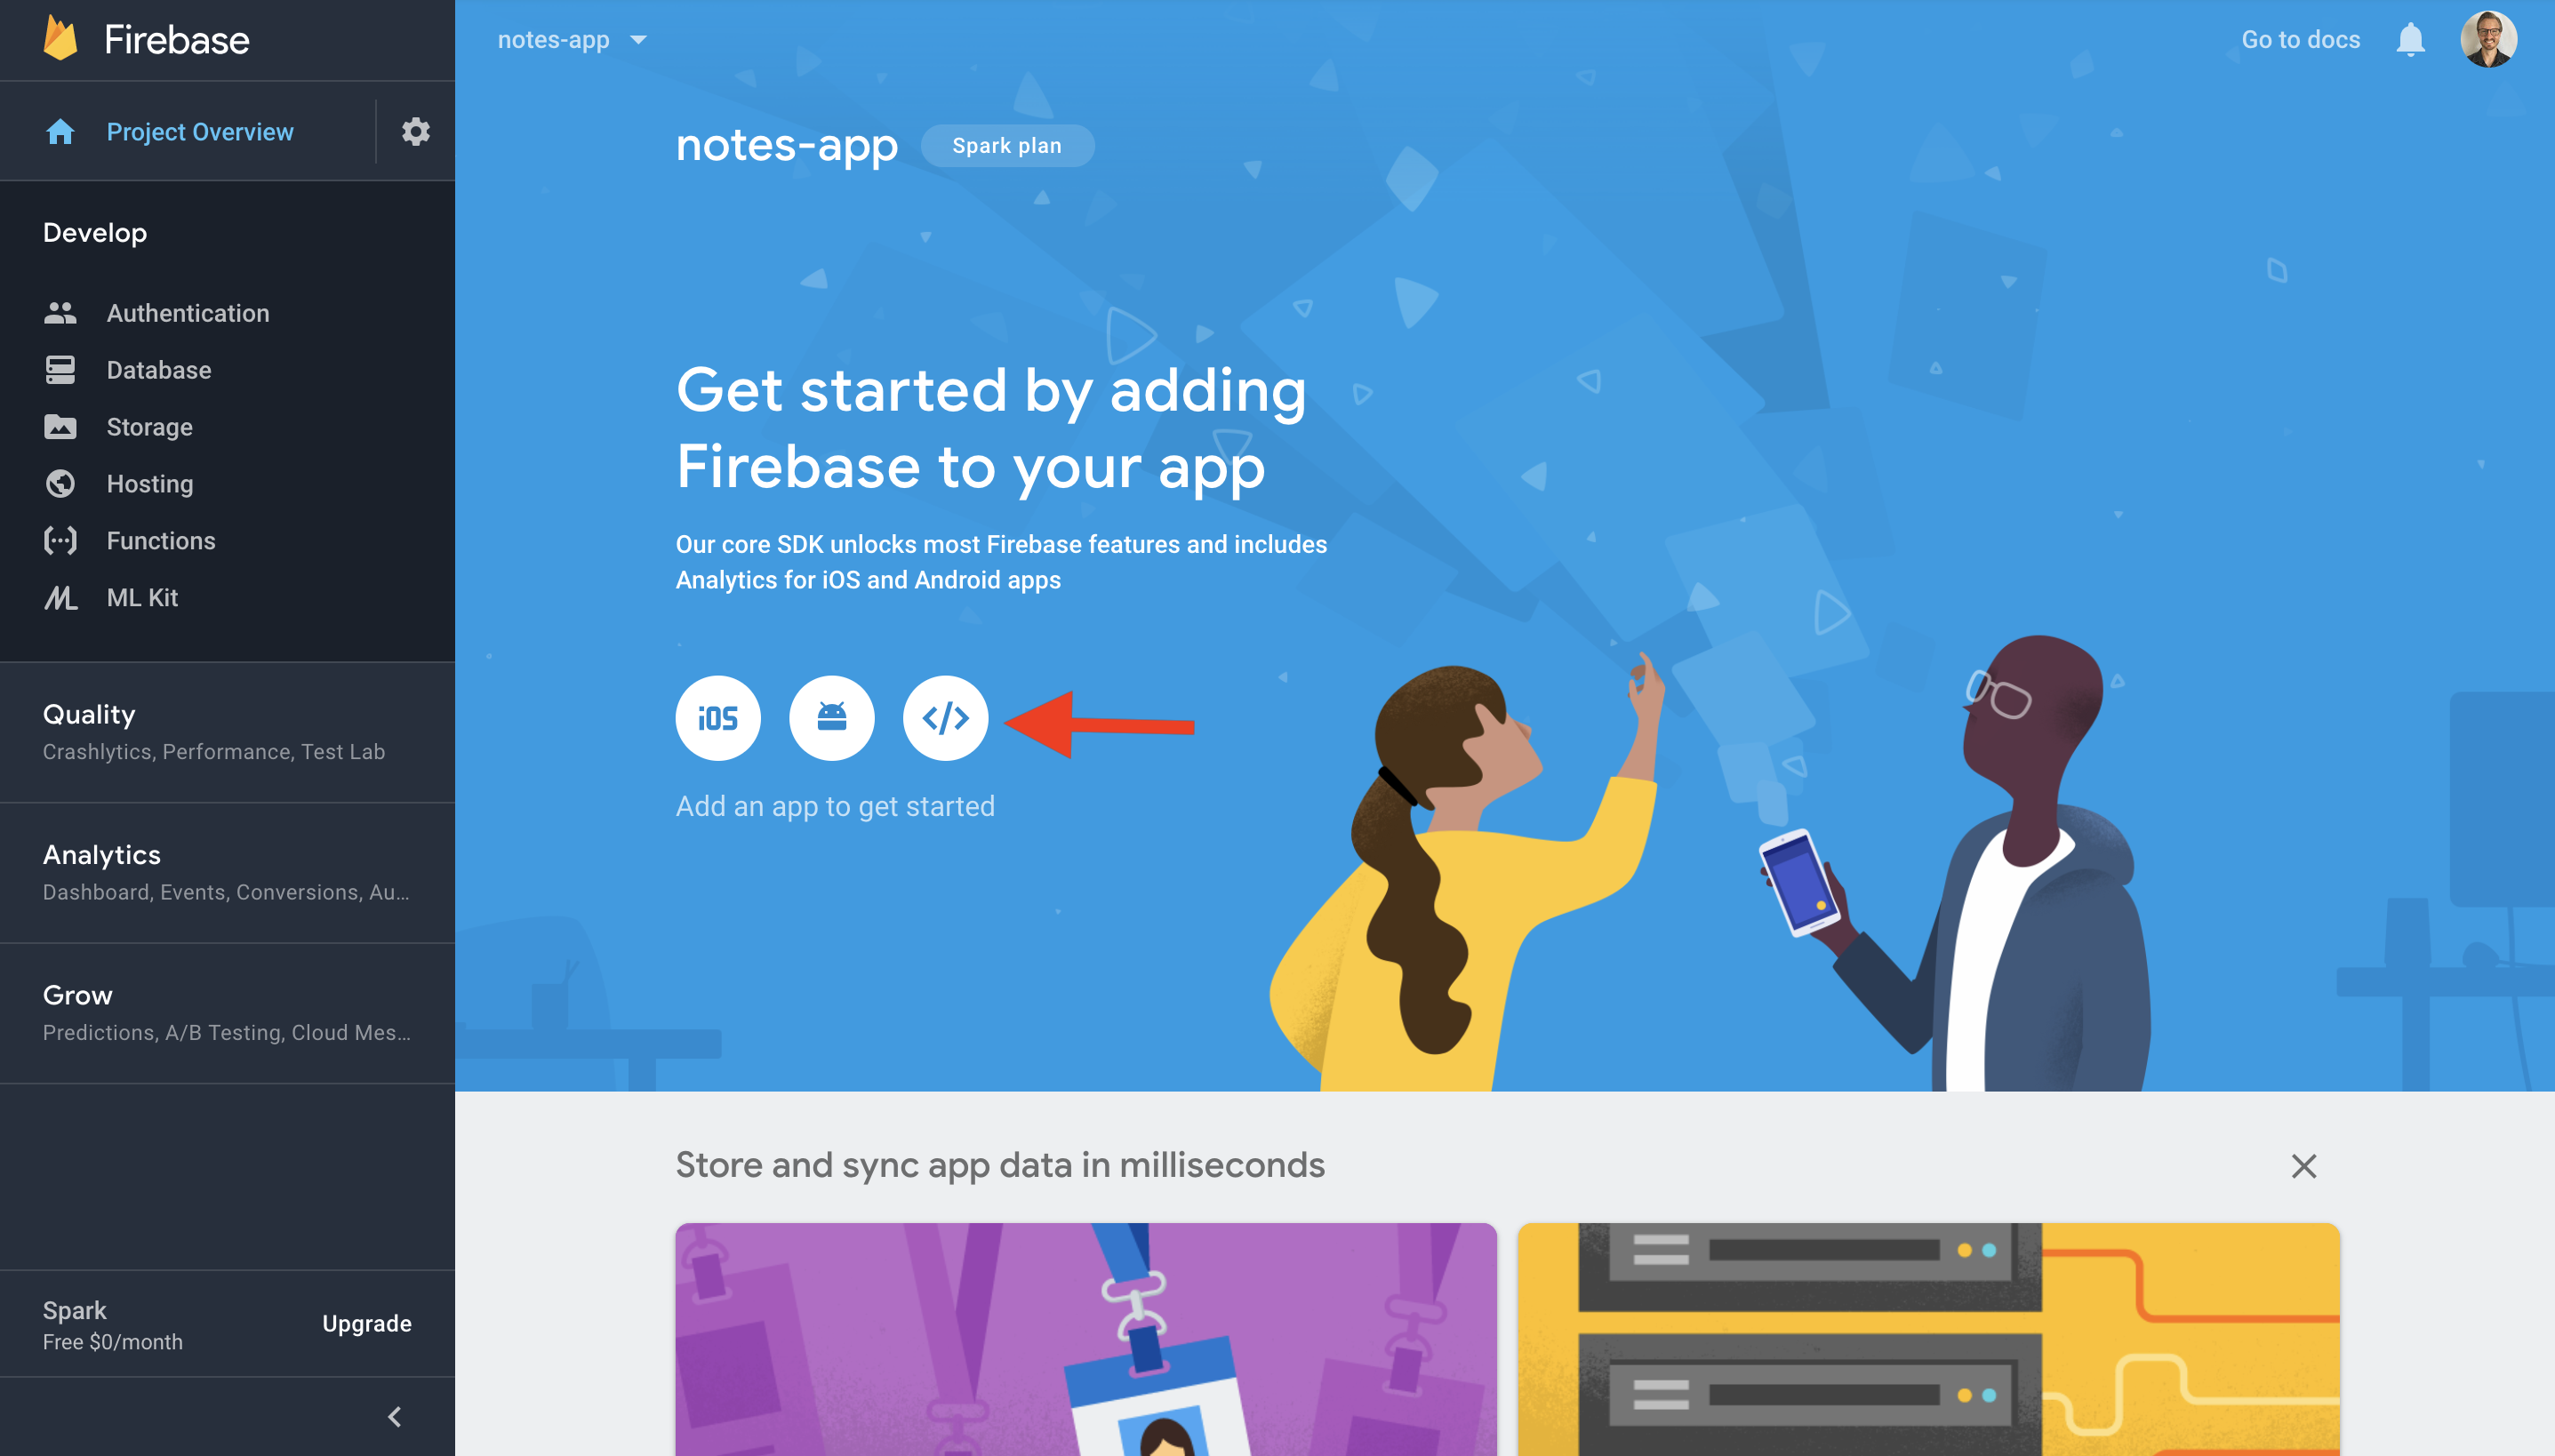 Firebase
Project Overview
Develop
Authentication
Database
Storage
Hosting
Functions
ML Kit
Quality
Crashlytics, Performance, Test Lab
Analytics
Dashboard, Events, Conversions, Au...
Grow
Predictions, A/B Testing, Cloud Mes...
Spark
Free $0/month
Upgrade
notes-app
Go to docs
notes-app
Spark plan
Get started by adding
Firebase to your app
Our core SDK unlocks most Firebase features and includes
Analytics for iOS and Android apps
iOS
Add an app to get started
Store and sync app data in milliseconds